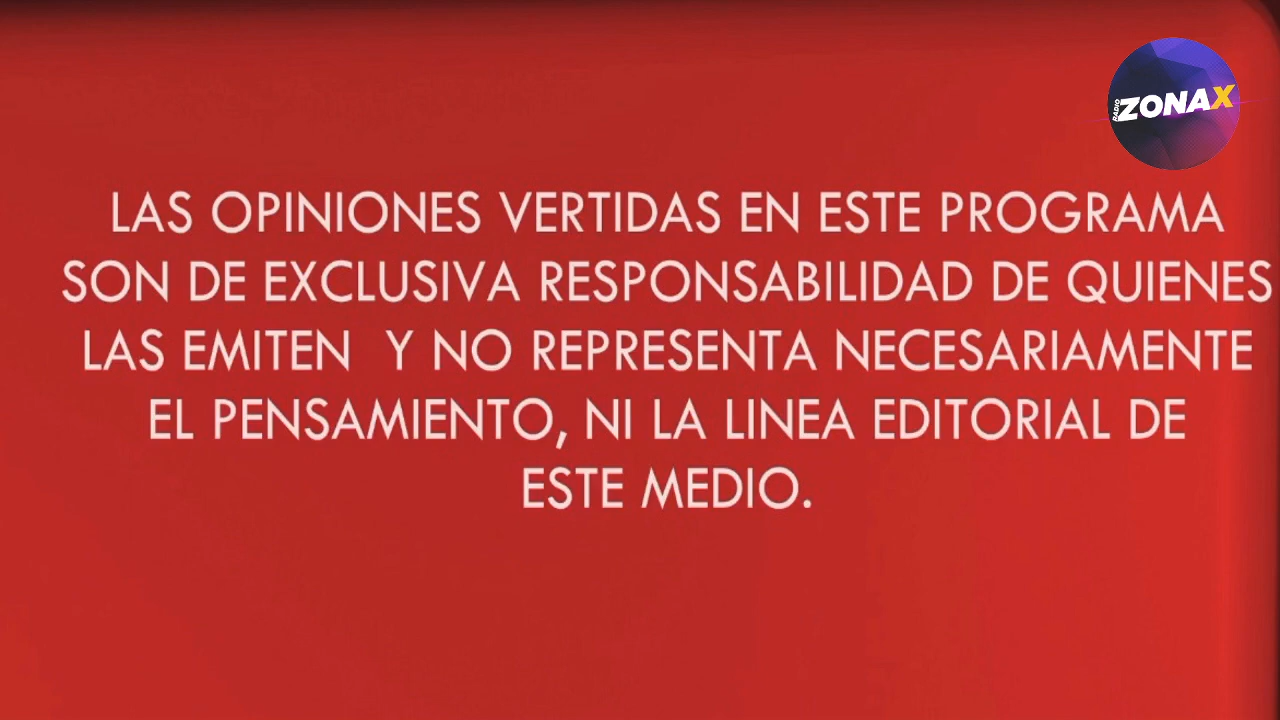 RADIO
ZONAX
LAS OPINIONES VERTIDAS EN ESTE PROGRAMA
SON DE EXCLUSIVA RESPONSABILIDAD DE QUIENES
LAS EMITEN Y NO REPRESENTA NECESARIAMENTE
EL PENSAMIENTO, NI LA LINEA EDITORIAL DE
ESTE MEDIO.